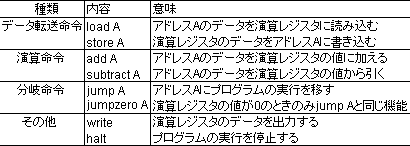 種類 内容 意味
データ転送命令 load A アドレスAのデータを演算レジスタに読み込む
store A 演算レジスタのデータをアドレスAに書き込む
演算命令 add A アドレスAのデータを演算レジスタの値に加える
subtract A アドレスAのデータを演算レジスタの値から引く
分岐命令 jump A アドレスAにプログラムの実行を移す
jumpzero A 演算レジスタの値が0のときのみjump Aと同じ機能
その他 write 演算レジスタのデータを出力する
halt プログラムの実行を停止する